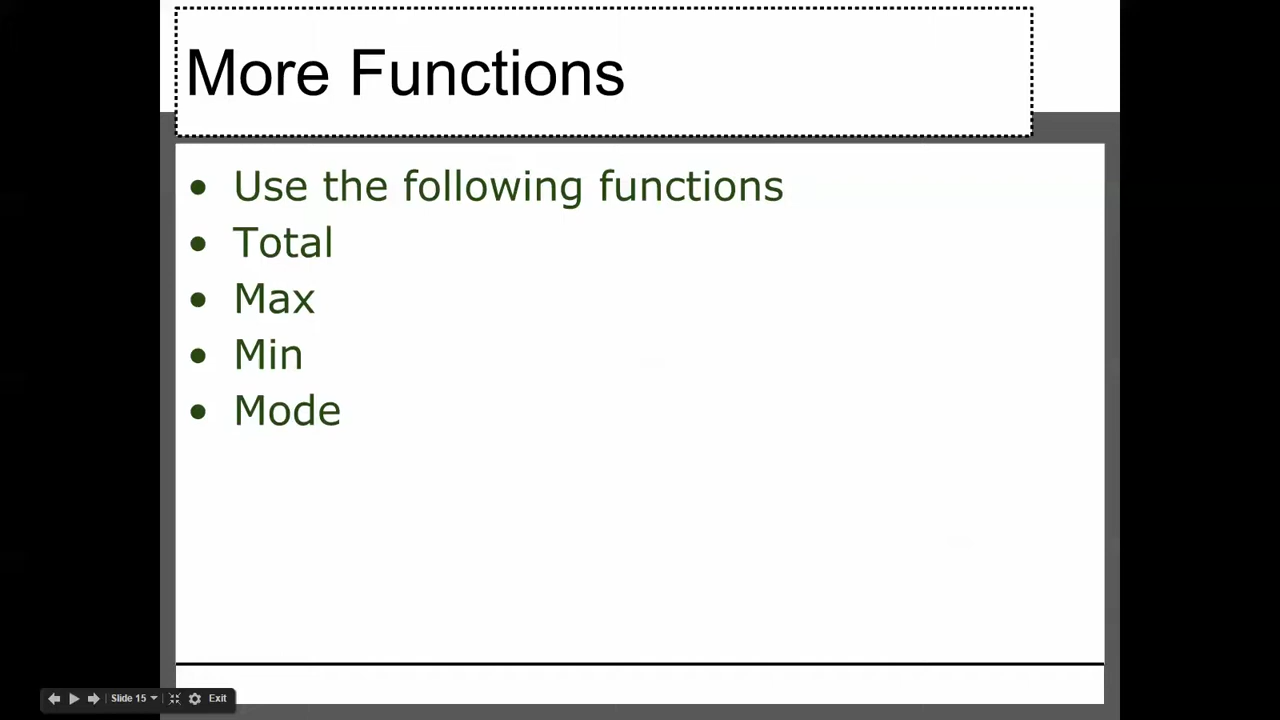 More Functions
• Use the following functions
• Total
• Max
• Min
• Mode
Slide 15 Exit